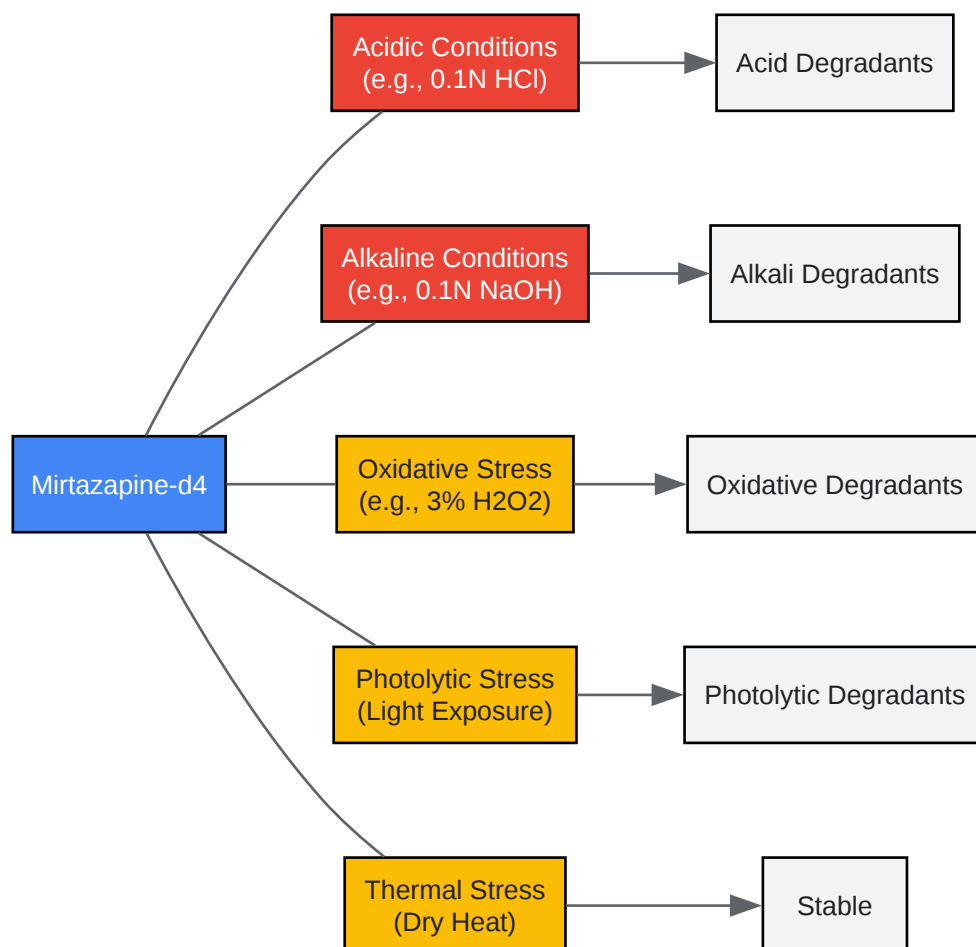 Acidic Conditions
(e.g., 0.1N HCl)
Acid Degradants
Alkaline Conditions
(e.g., 0.1N NaOH)
Alkali Degradants
Mirtazapine-d4
Oxidative Stress
(e.g., 3% H2O2)
Oxidative Degradants
Photolytic Stress
(Light Exposure)
Photolytic Degradants
Thermal Stress
(Dry Heat)
Stable